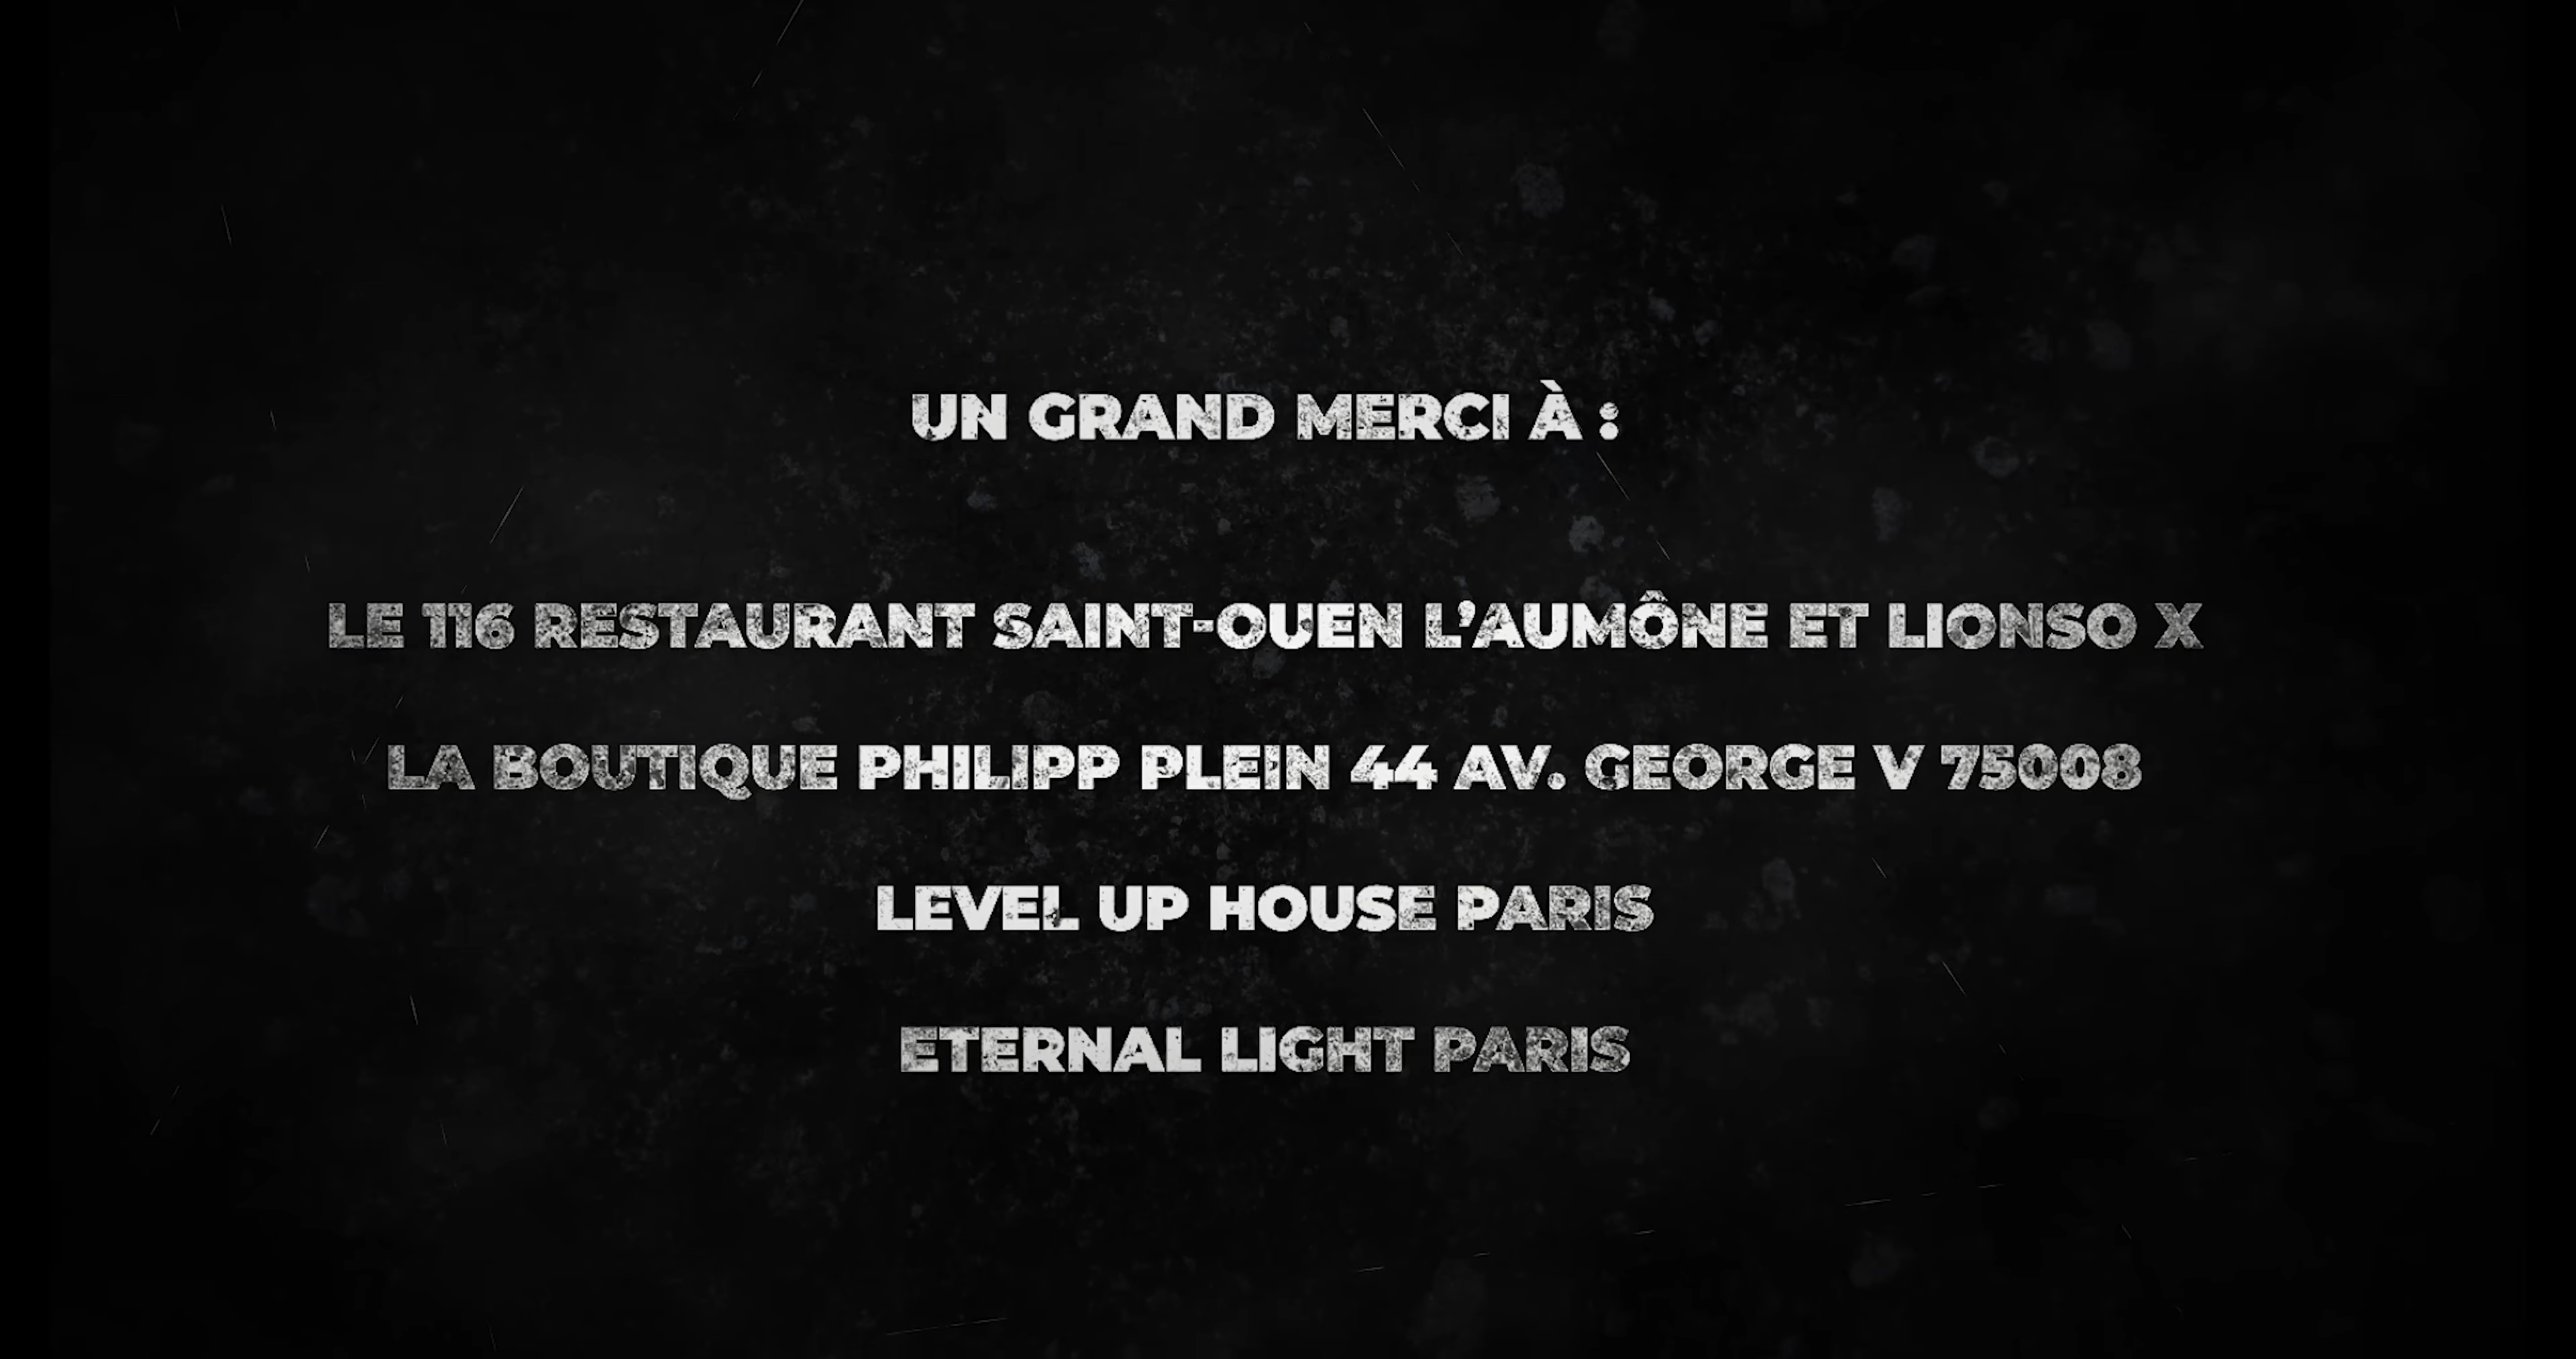 UN GRAND MERCI À :
LE 116 RESTAURANT SAINT-OUEN L’AUMÔNE ET LIONSO X
LA BOUTIQUE PHILIPP PLEIN 44 AV. GEORGE V 75008
LEVEL UP HOUSE PARIS
ETERNAL LIGHT PARIS